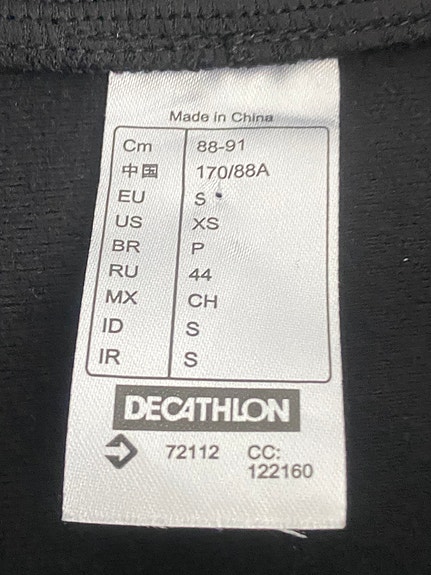 Made in China
Cm 88-91
中国 170/88A
EU S
US XS
BR P
RU 44
MX CH
ID S
IR S
DECATHLON
72112 CC:
122160